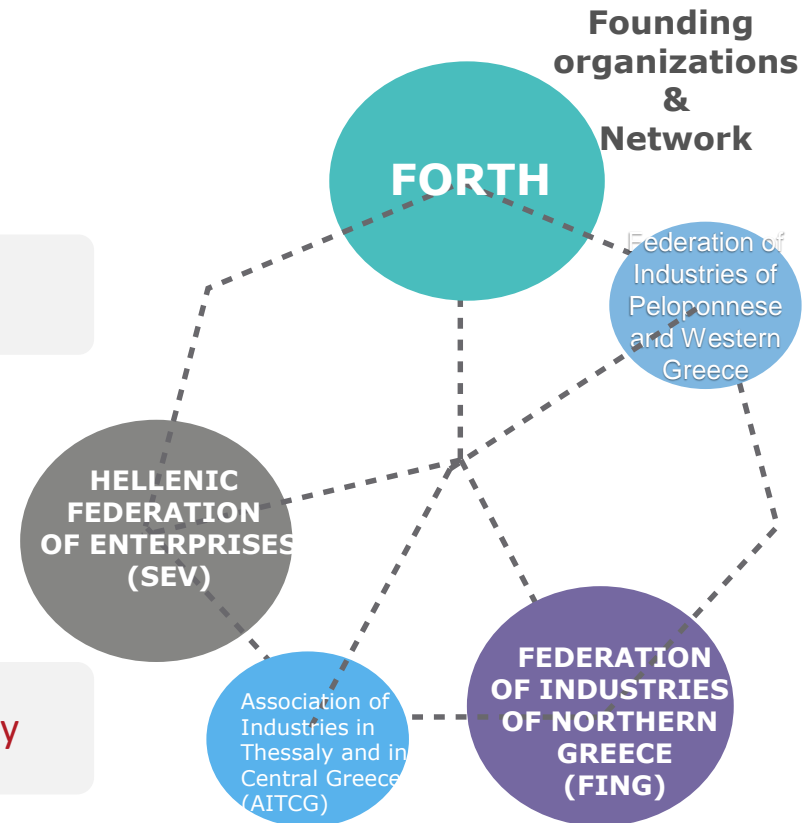 Founding
organizations
&
Network
FORTH
Federation of
Industries of
Peloponnese
and Western
Greece
HELLENIC
FEDERATION
OF ENTERPRISES
(SEV)
FEDERATION
OF INDUSTRIES
OF NORTHERN
GREECE
(FING)
Association of
Industries in
Thessaly and in
Central Greece
(AITCG)
y